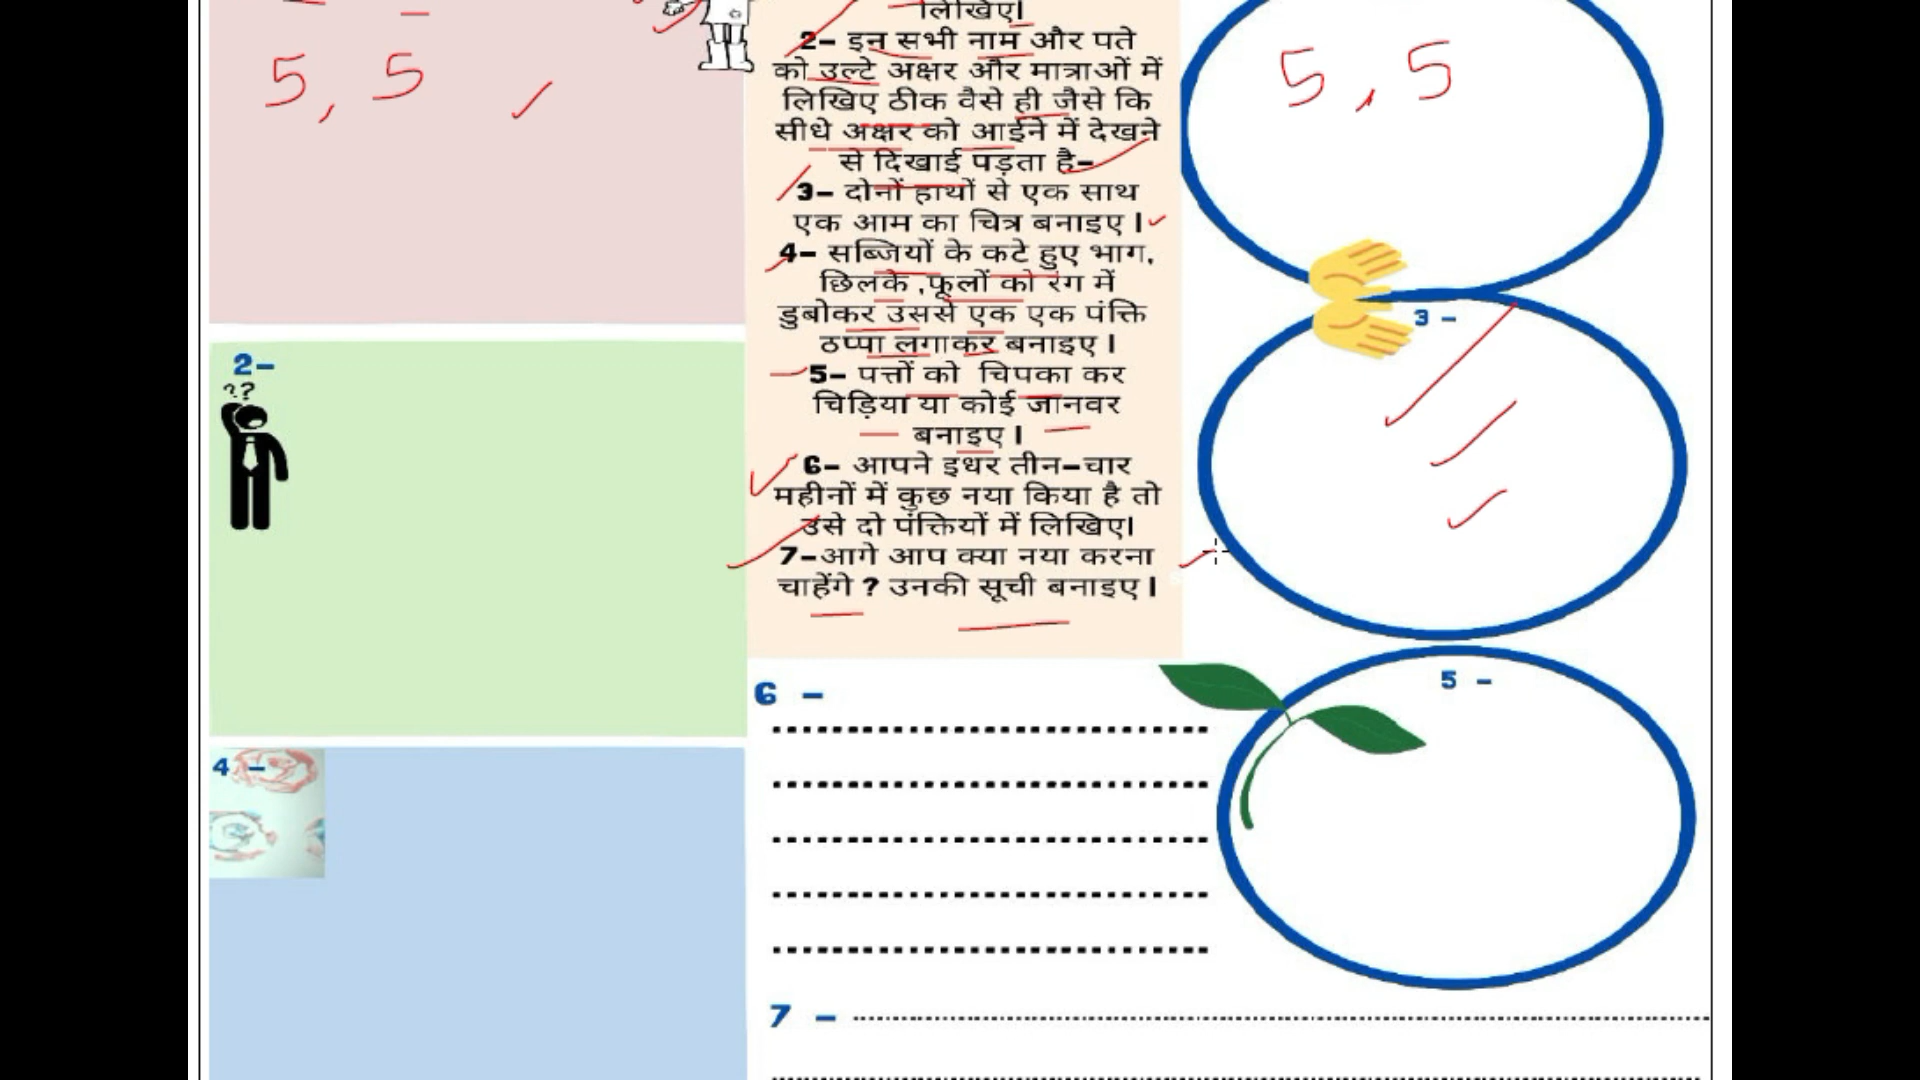 5, 5
लिखिए।
2- इन सभी नाम और पते
को उल्टे अक्षर और मात्राओं में
लिखिए ठीक वैसे ही जैसे कि
सीधे अक्षर को आईने में देखने
से दिखाई पड़ता है-
3- दोनों हाथों से एक साथ
एक आम का चित्र बनाइए ।
4- सब्जियों के कटे हुए भाग,
छिलके ,फूलों को रंग में
डुबोकर उससे एक एक पंक्ति
ठप्पा लगाकर बनाइए ।
5- पत्तों को चिपका कर
चिड़िया या कोई जानवर
बनाइए ।
6- आपने इधर तीन-चार
महीनों में कुछ नया किया है तो
उसे दो पंक्तियों में लिखिए।
7-आगे आप क्या नया करना
चाहेंगे ? उनकी सूची बनाइए ।
5, 5
3 -
2-
??
5 -
6 -
4 -
7 -